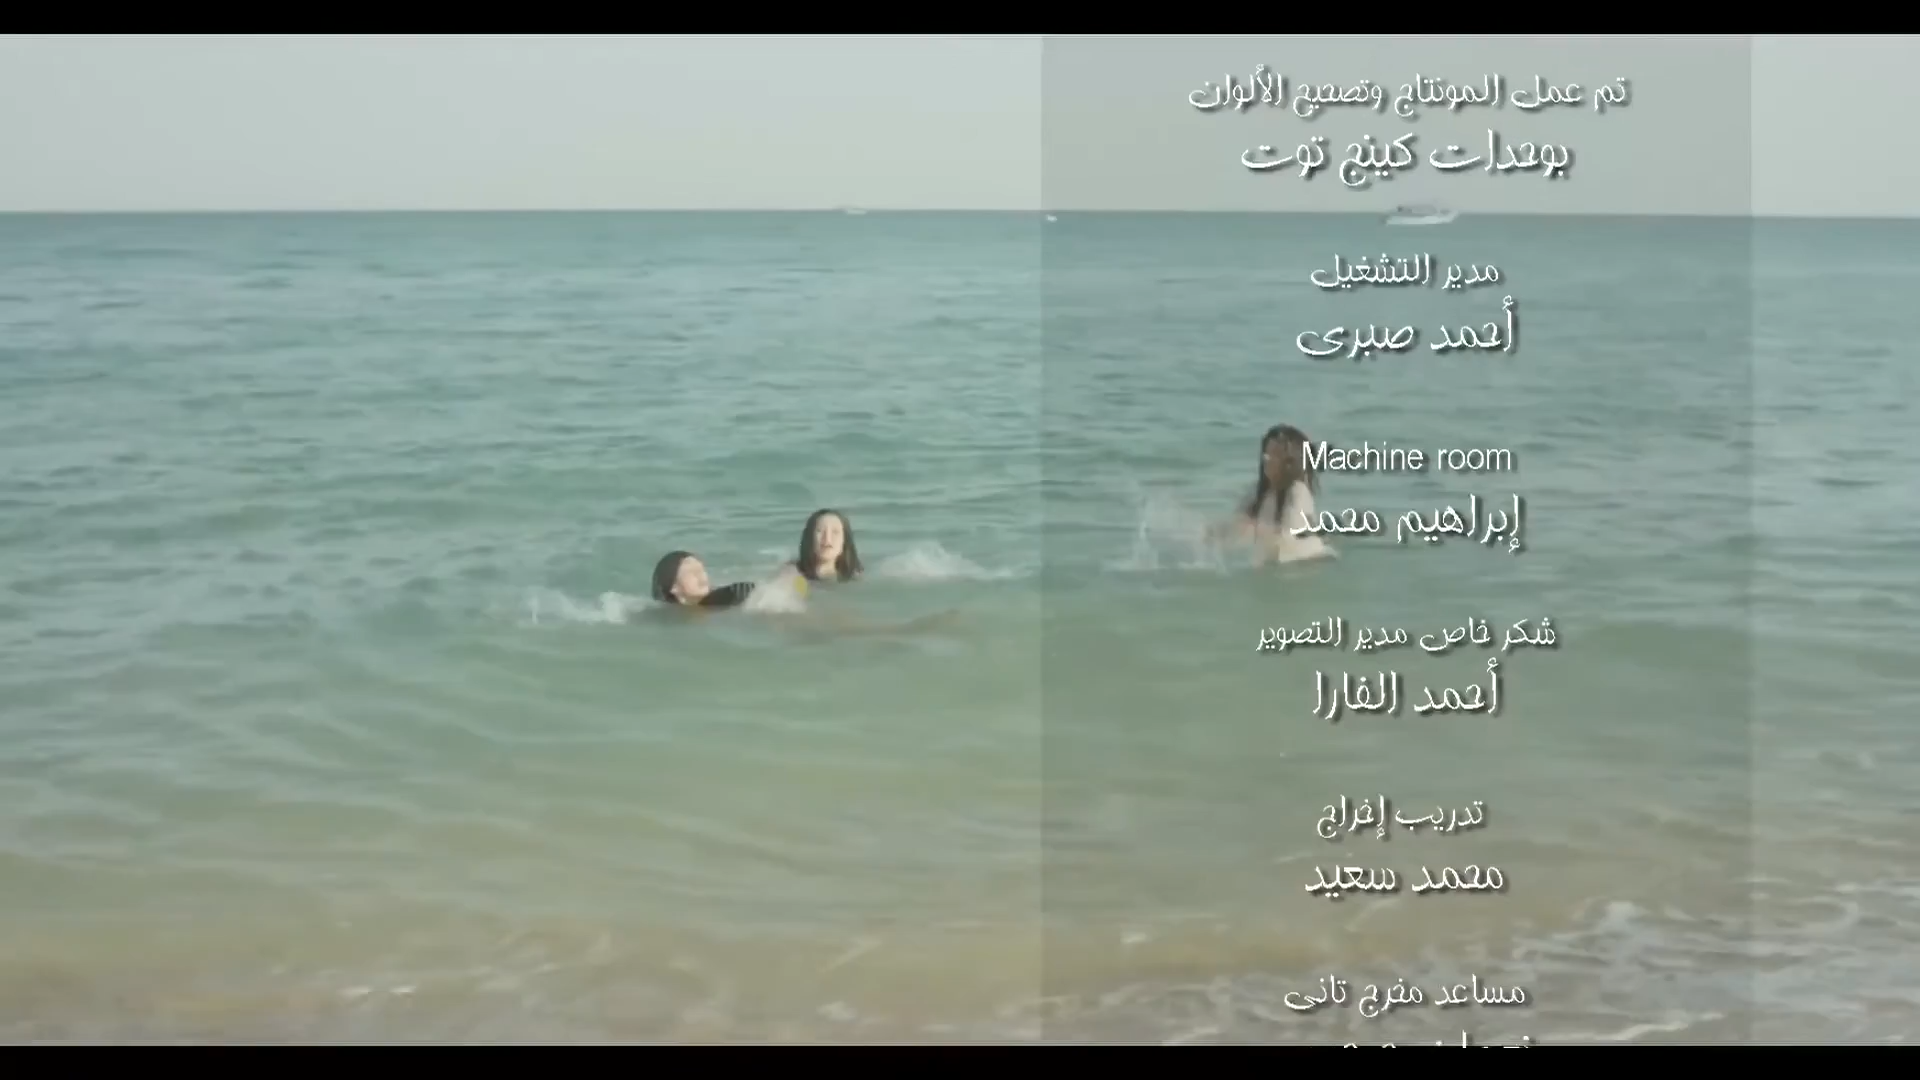 تم عمل المونتاج وتصحيح الألوان
بوحدات كينج توت
مدير التشغيل
أحمد صبرى
Machine room
إبراهيم محمد
شكر خاص مدير التصوير
أحمد الفارا
تدريب إخراج
محمد سعيد
مساعد مخرج تانى